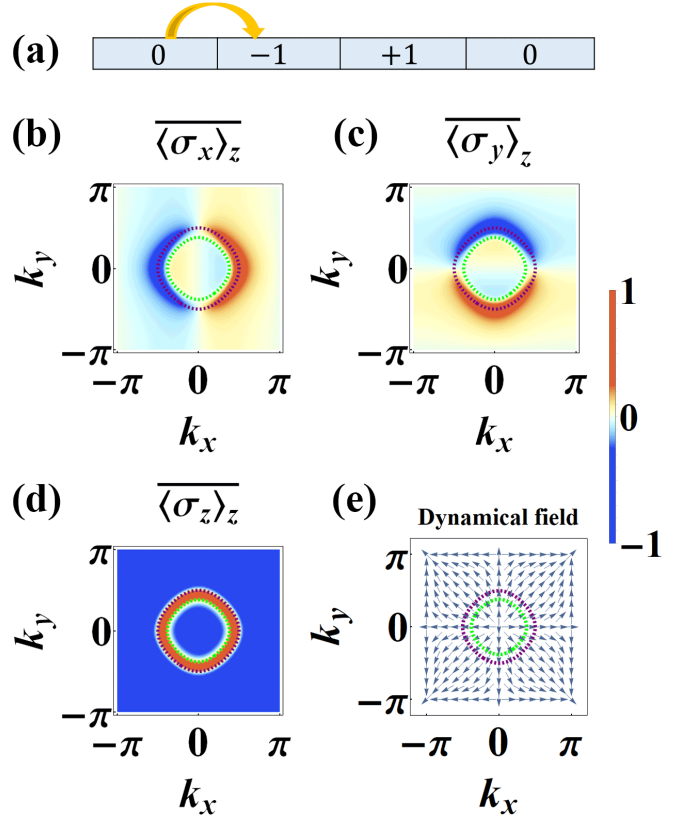 (a) 0 −1 +1 0
(b) ⟨σx⟩z (c) ⟨σy⟩z
π π
ky 0 ky 0
−π −π
−π 0 π −π 0 π
kx kx
1
0
−1
(d) ⟨σz⟩z (e) Dynamical field
π π
ky 0 ky 0
−π −π
−π 0 π −π 0 π
kx kx